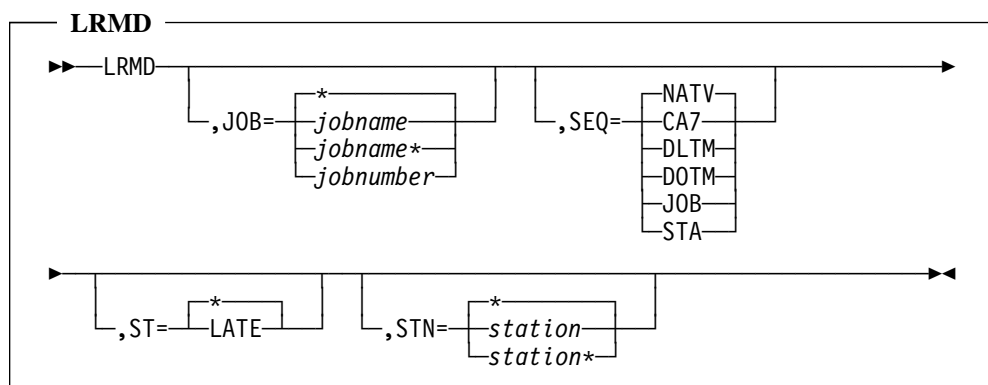 LRMD
LRMD
,JOB=
*
jobname
jobname*
jobnumber
,SEQ=
NATV
CA7
DLTM
DOTM
JOB
STA
,ST=
*
LATE
,STN=
*
station
station*